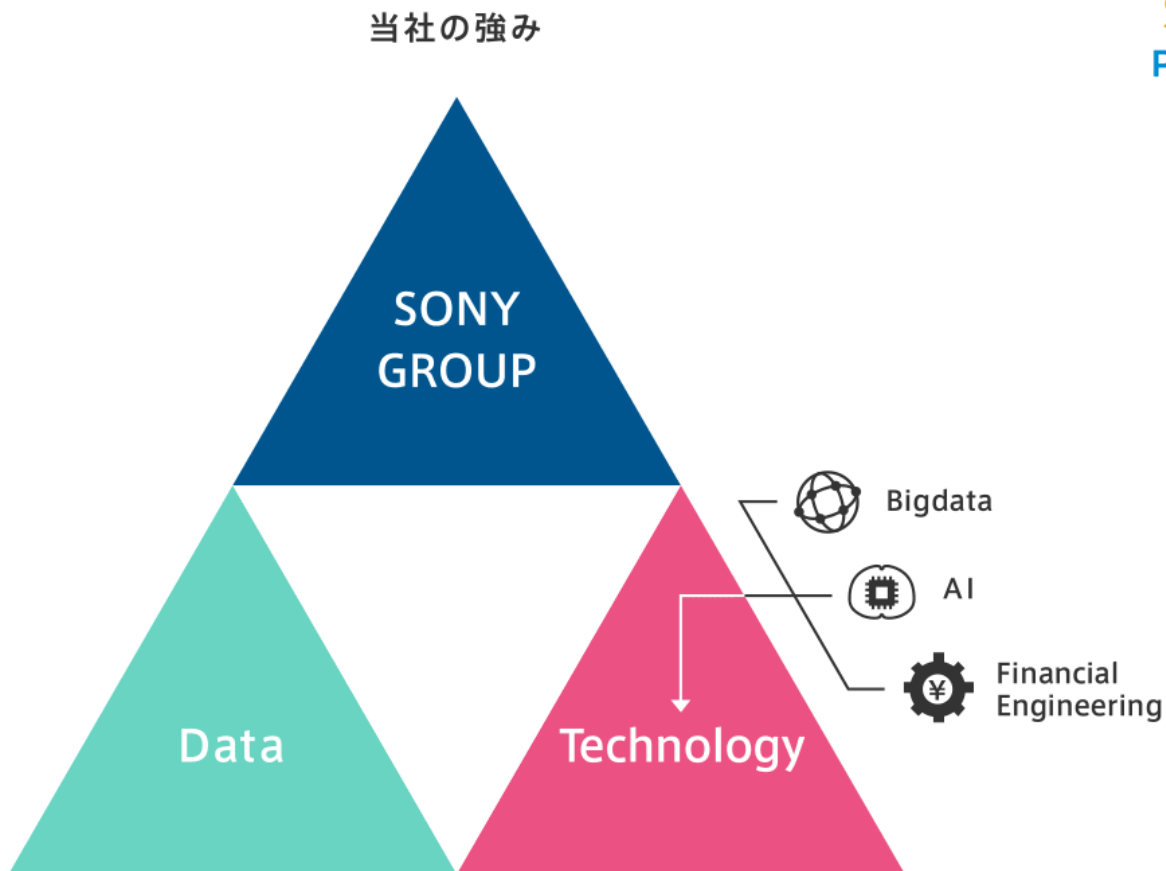 当社の強み
SONY
GROUP
Bigdata
AI
Financial
Engineering
¥
Data
Technology